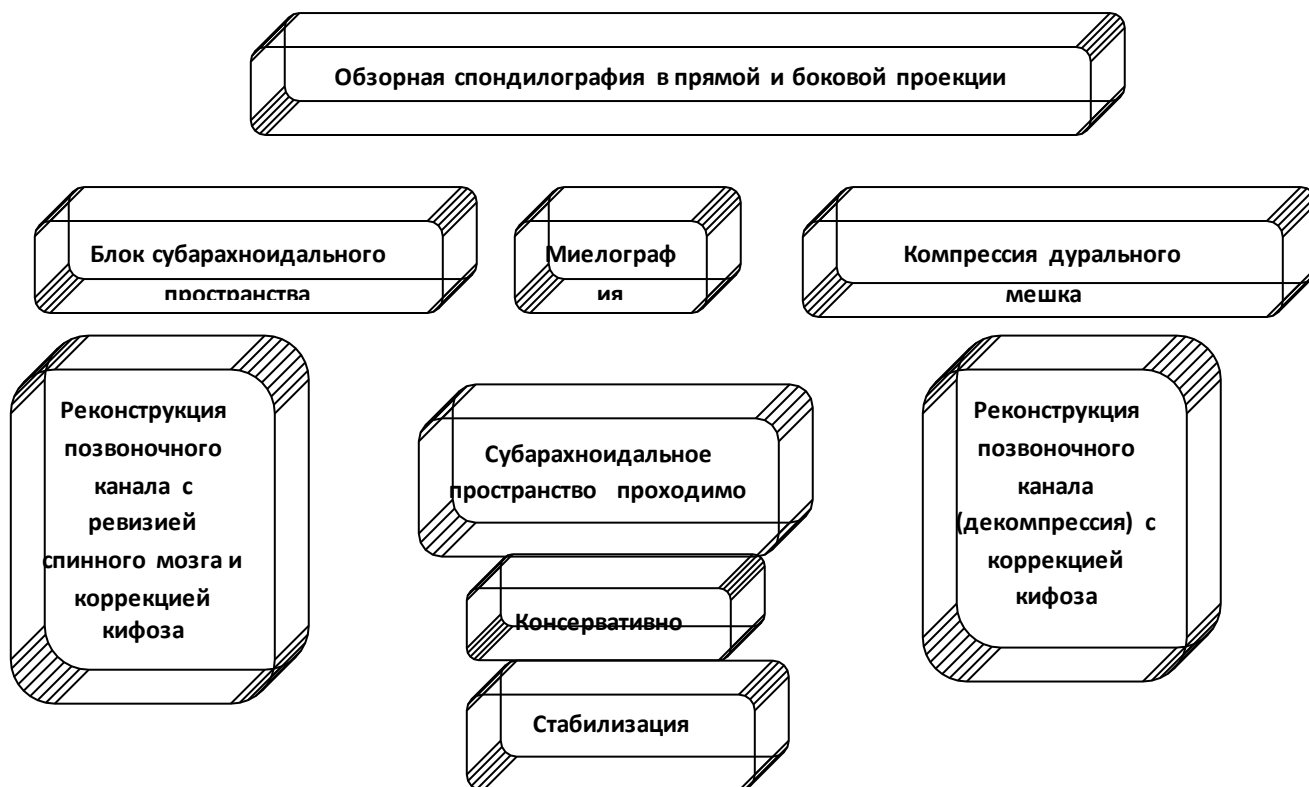 Обзорная спондилография в прямой и боковой проекции
Блок субарахноидального
пространства
Миелограф
ия
Компрессия дурального
мешка
Реконструкция
позвоночного
канала с
ревизией
спинного мозга и
коррекцией
кифоза
Субарахноидальное
пространство проходимо
Консервативно
Стабилизация
Реконструкция
позвоночного
канала
(декомпрессия) с
коррекцией
кифоза